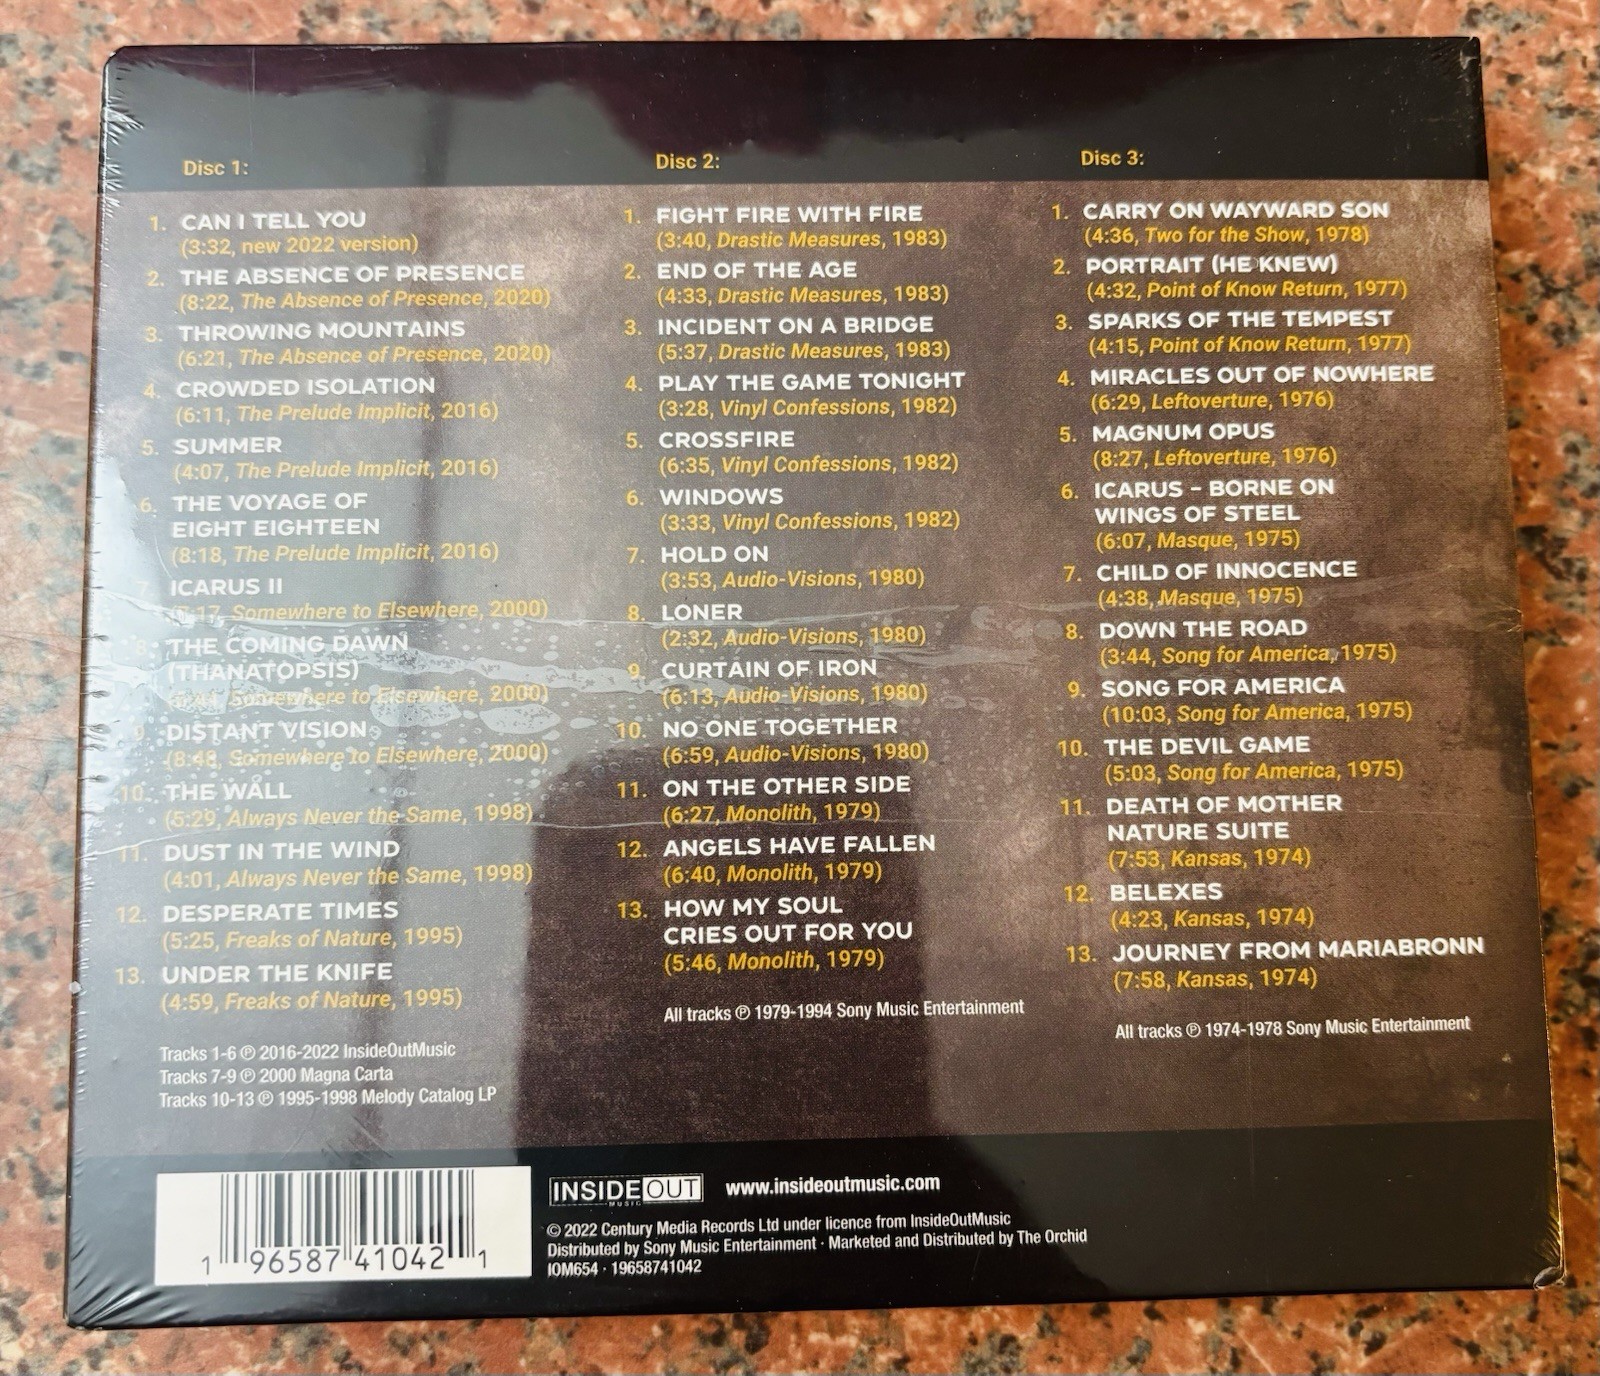 Disc 1:
1. CAN I TELL YOU
(3:32, new 2022 version)
2. THE ABSENCE OF PRESENCE
(8:22, The Absence of Presence, 2020)
3. THROWING MOUNTAINS
(6:21, The Absence of Presence, 2020)
4. CROWDED ISOLATION
(6:11, The Prelude Implicit, 2016)
5. SUMMER
(4:07, The Prelude Implicit, 2016)
6. THE VOYAGE OF
EIGHT EIGHTEEN
(8:18, The Prelude Implicit, 2016)
7. ICARUS II
Somewhere to Elsewhere, 2000)
8. THE COMING DAWN
(THANATOPSIS)
Somewhere to Elsewhere, 2000)
9. DISTANT VISION
(8:48, Somewhere to Elsewhere, 2000)
10. THE WALL
(5:29, Always Never the Same, 1998)
11. DUST IN THE WIND
(4:01, Always Never the Same, 1998)
12. DESPERATE TIMES
(5:25, Freaks of Nature, 1995)
13. UNDER THE KNIFE
(4:59, Freaks of Nature, 1995)
Tracks 1-6 ℗ 2016-2022 InsideOutMusic
Tracks 7-9 ℗ 2000 Magna Carta
Tracks 10-13 ℗ 1995-1998 Melody Catalog LP
Disc 2:
1. FIGHT FIRE WITH FIRE
(3:40, Drastic Measures, 1983)
2. END OF THE AGE
(4:33, Drastic Measures, 1983)
3. INCIDENT ON A BRIDGE
(5:37, Drastic Measures, 1983)
4. PLAY THE GAME TONIGHT
(3:28, Vinyl Confessions, 1982)
5. CROSSFIRE
(6:35, Vinyl Confessions, 1982)
6. WINDOWS
(3:33, Vinyl Confessions, 1982)
7. HOLD ON
(3:53, Audio-Visions, 1980)
8. LONER
(2:32, Audio-Visions, 1980)
9. CURTAIN OF IRON
(6:13, Audio-Visions, 1980)
10. NO ONE TOGETHER
(6:59, Audio-Visions, 1980)
11. ON THE OTHER SIDE
(6:27, Monolith, 1979)
12. ANGELS HAVE FALLEN
(6:40, Monolith, 1979)
13. HOW MY SOUL
CRIES OUT FOR YOU
(5:46, Monolith, 1979)
All tracks ℗ 1979-1994 Sony Music Entertainment
Disc 3:
1. CARRY ON WAYWARD SON
(4:36, Two for the Show, 1978)
2. PORTRAIT (HE KNEW)
(4:32, Point of Know Return, 1977)
3. SPARKS OF THE TEMPEST
(4:15, Point of Know Return, 1977)
4. MIRACLES OUT OF NOWHERE
(6:29, Leftoverture, 1976)
5. MAGNUM OPUS
(8:27, Leftoverture, 1976)
6. ICARUS – BORNE ON
WINGS OF STEEL
(6:07, Masque, 1975)
7. CHILD OF INNOCENCE
(4:38, Masque, 1975)
8. DOWN THE ROAD
(3:44, Song for America, 1975)
9. SONG FOR AMERICA
(10:03, Song for America, 1975)
10. THE DEVIL GAME
(5:03, Song for America, 1975)
11. DEATH OF MOTHER
NATURE SUITE
(7:53, Kansas, 1974)
12. BELEXES
(4:23, Kansas, 1974)
13. JOURNEY FROM MARIABRONN
(7:58, Kansas, 1974)
All tracks ℗ 1974-1978 Sony Music Entertainment
1 96587 41042 1
INSIDEOUT
MUSIC
www.insideoutmusic.com
© 2022 Century Media Records Ltd under licence from InsideOutMusic
Distributed by Sony Music Entertainment · Marketed and Distributed by The Orchid
IOM654 · 19658741042